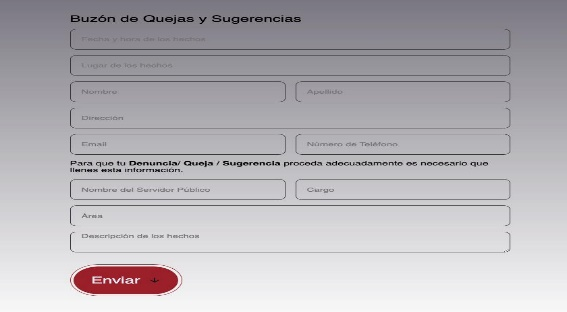 Buzón de Quejas y Sugerencias
Fecha y hora de los hechos
Lugar de los hechos
Nombre Apellido
Dirección
Email Número de Teléfono
Para que tu Denuncia/ Queja / Sugerencia proceda adecuadamente es necesario que
llenes esta información.
Nombre del Servidor Público Cargo
Área
Descripción de los hechos
Enviar